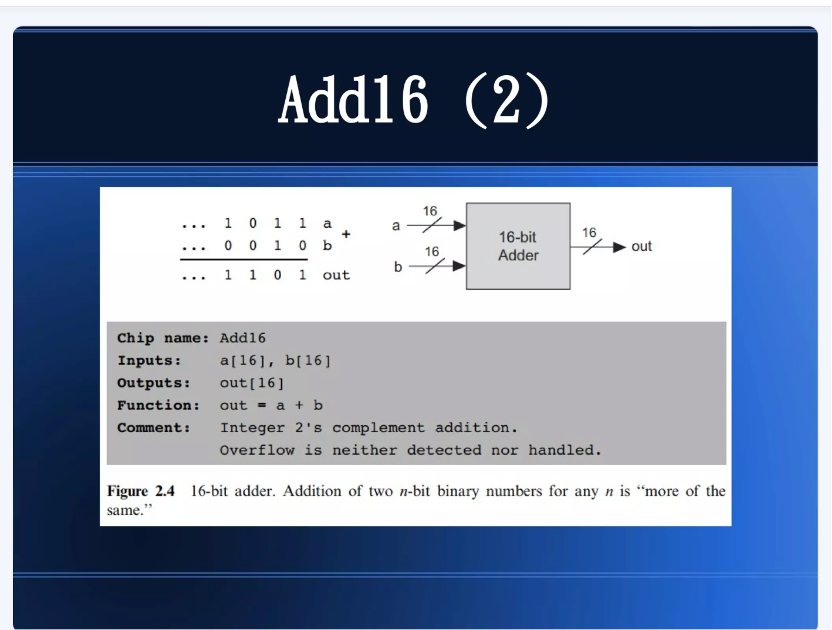 Add16 (2)
... 1 0 1 1 a
+
... 0 0 1 0 b
... 1 1 0 1 out
16
a
16
b
16-bit
Adder
16
out
Chip name: Add16
Inputs: a[16], b[16]
Outputs: out[16]
Function: out = a + b
Comment: Integer 2's complement addition.
Overflow is neither detected nor handled.
Figure 2.4 16-bit adder. Addition of two n-bit binary numbers for any n is ‘‘more of the
same.’’